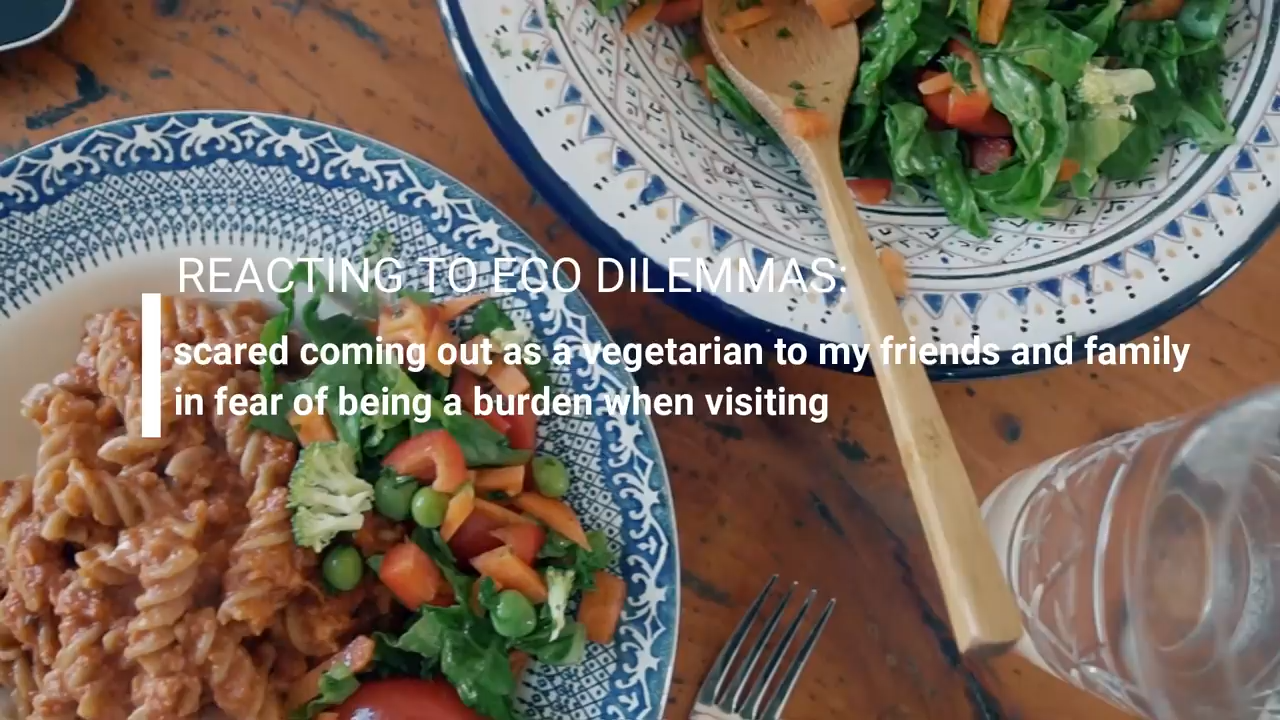 REACTING TO ECO DILEMMAS:
scared coming out as a vegetarian to my friends and family
in fear of being a burden when visiting